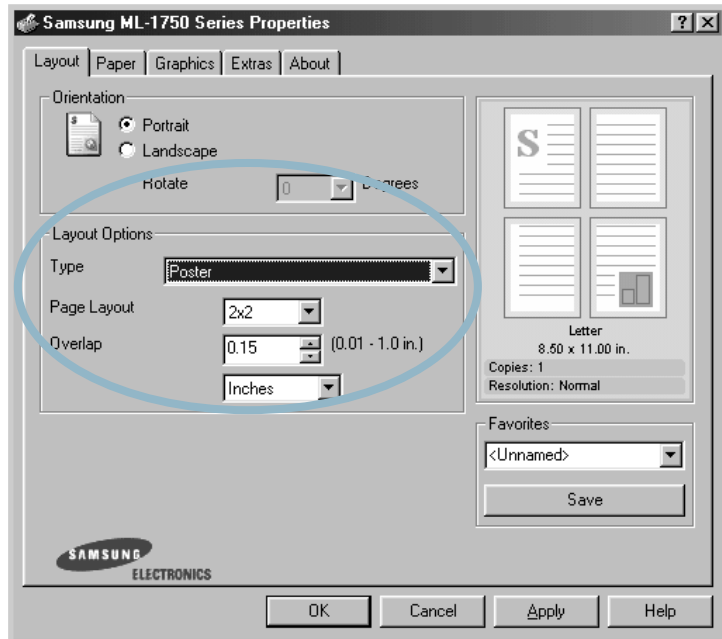 Samsung ML-1750 Series Properties
Layout Paper Graphics Extras About
Orientation
Portrait
Landscape
Rotate 0 Degrees
Layout Options
Type Poster
Page Layout 2x2
Overlap 0.15 (0.01 - 1.0 in.)
Inches
S
S
Letter
8.50 x 11.00 in.
Copies: 1
Resolution: Normal
Favorites
<Unnamed>
Save
SAMSUNG
ELECTRONICS
OK Cancel Apply Help